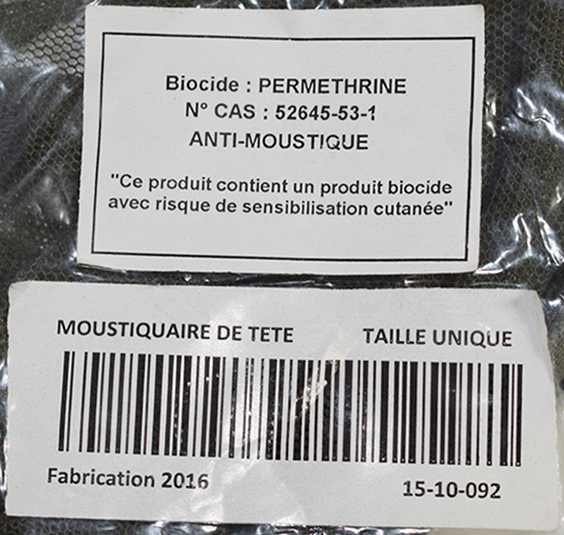 Biocide : PERMETHRINE
N° CAS : 52645-53-1
ANTI-MOUSTIQUE
"Ce produit contient un produit biocide
avec risque de sensibilisation cutanée"
MOUSTIQUAIRE DE TETE TAILLE UNIQUE
Fabrication 2016 15-10-092